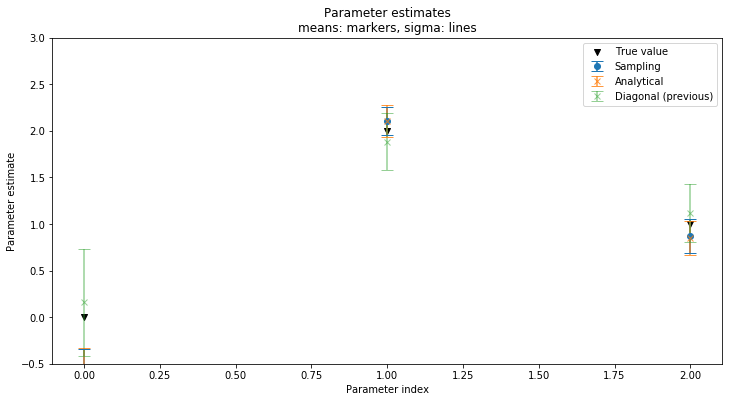 Parameter estimates
means: markers, sigma: lines
True value
Sampling
Analytical
Diagonal (previous)
Parameter estimate
3.0
2.5
2.0
1.5
1.0
0.5
0.0
−0.5
0.00 0.25 0.50 0.75 1.00 1.25 1.50 1.75 2.00
Parameter index